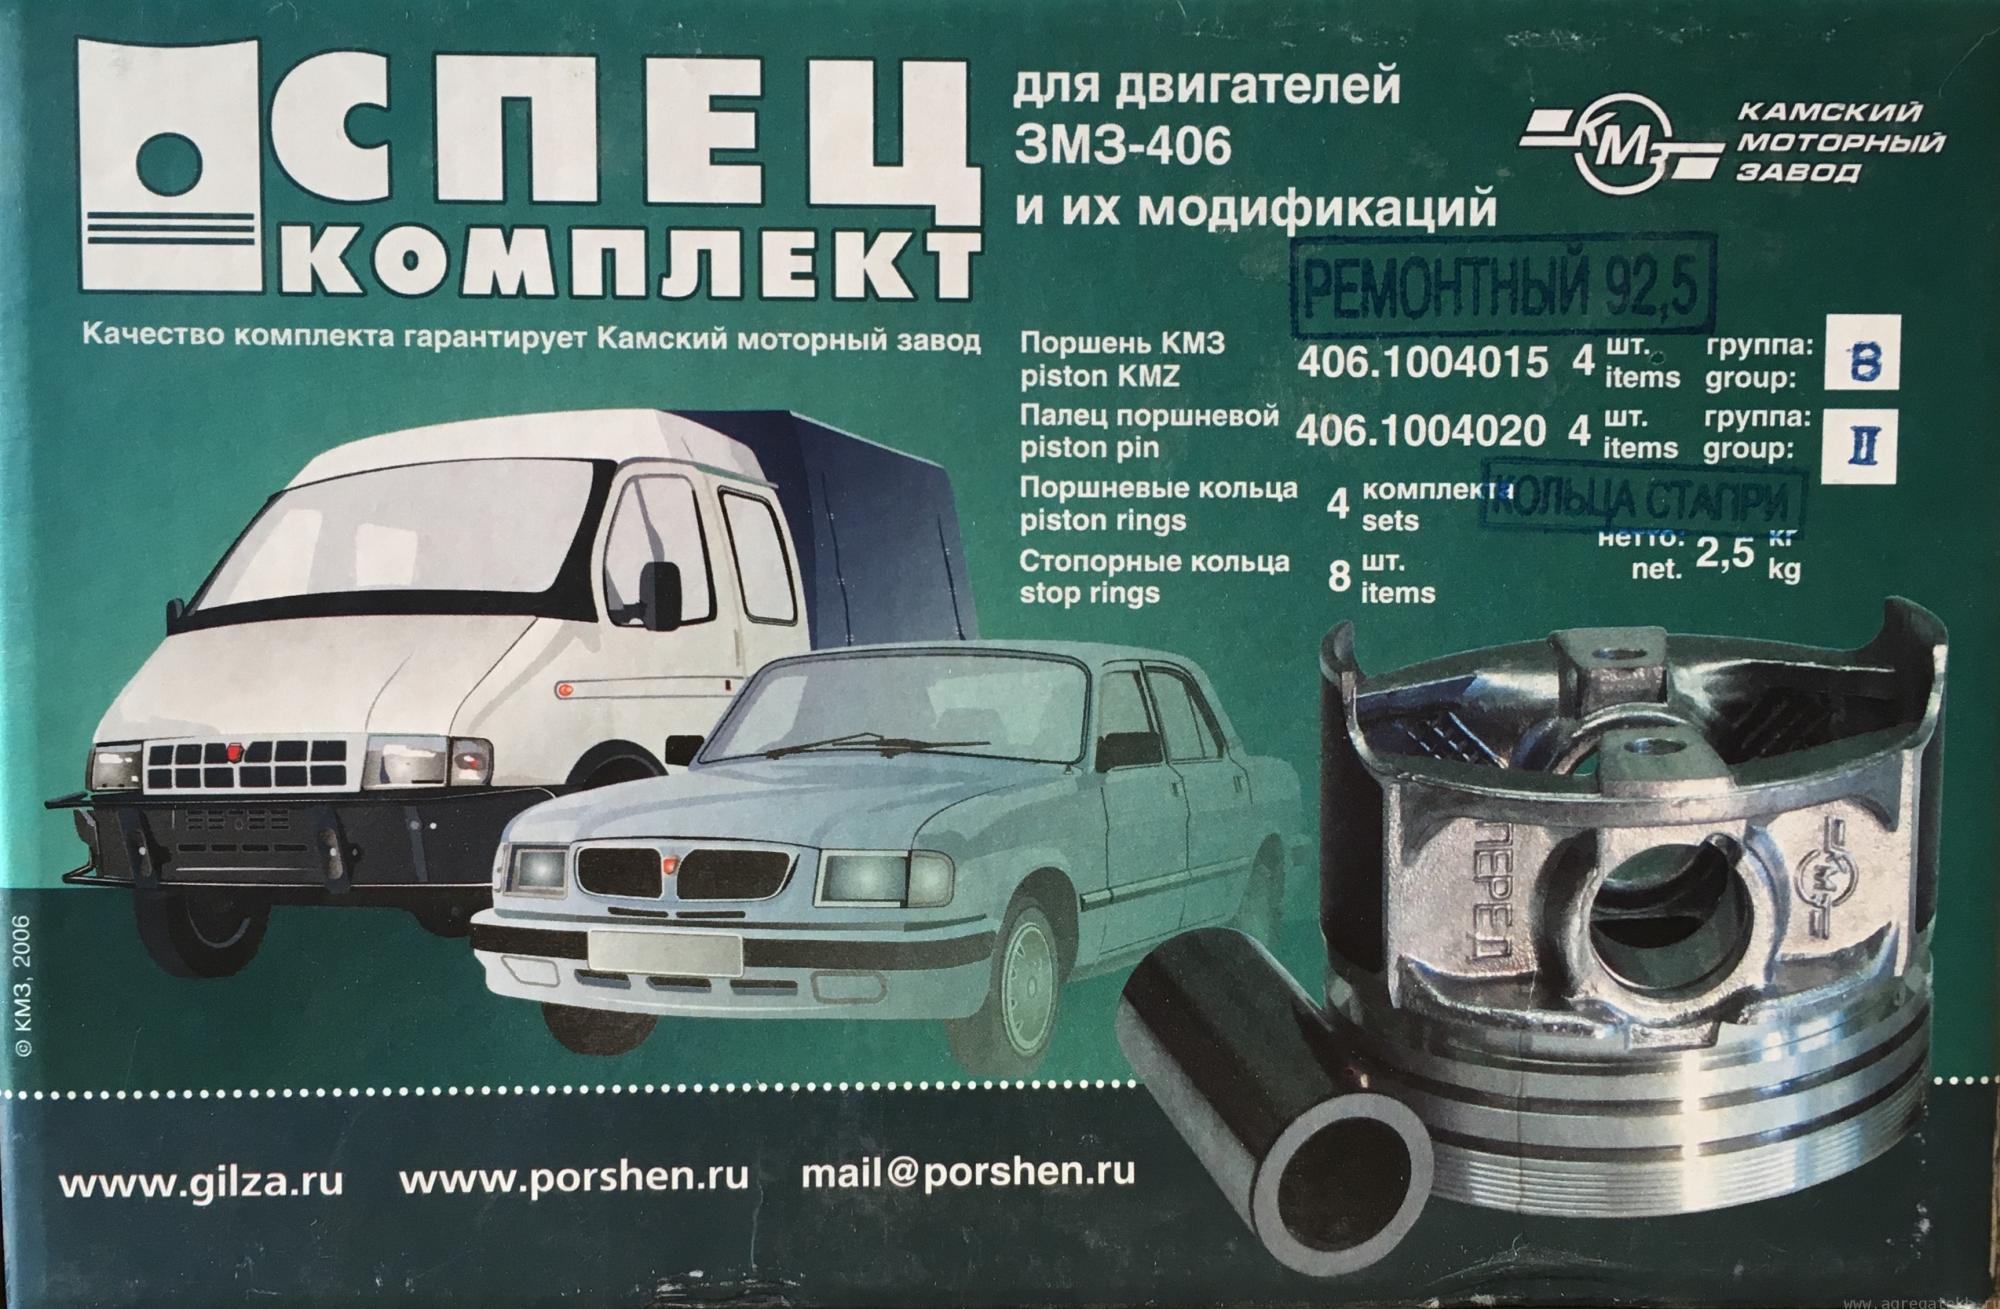 СПЕЦ
КОМПЛЕКТ
Качество комплекта гарантирует Камский моторный завод
для двигателей
ЗМЗ-406
и их модификаций
КМЗ
КАМСКИЙ
МОТОРНЫЙ
ЗАВОД
РЕМОНТНЫЙ 92,5
Поршень КМЗ 406.1004015 4 шт. группа: В
piston KMZ items group:
Палец поршневой 406.1004020 4 шт. группа: II
piston pin items group:
Поршневые кольца 4 комплекта
piston rings sets
КОЛЬЦА СТАПРИ
Стопорные кольца 8 шт.
stop rings items
нетто: 2,5 кг
net. kg
ПЕРЕД
КМЗ
© КМЗ, 2006
www.gilza.ru www.porshen.ru mail@porshen.ru